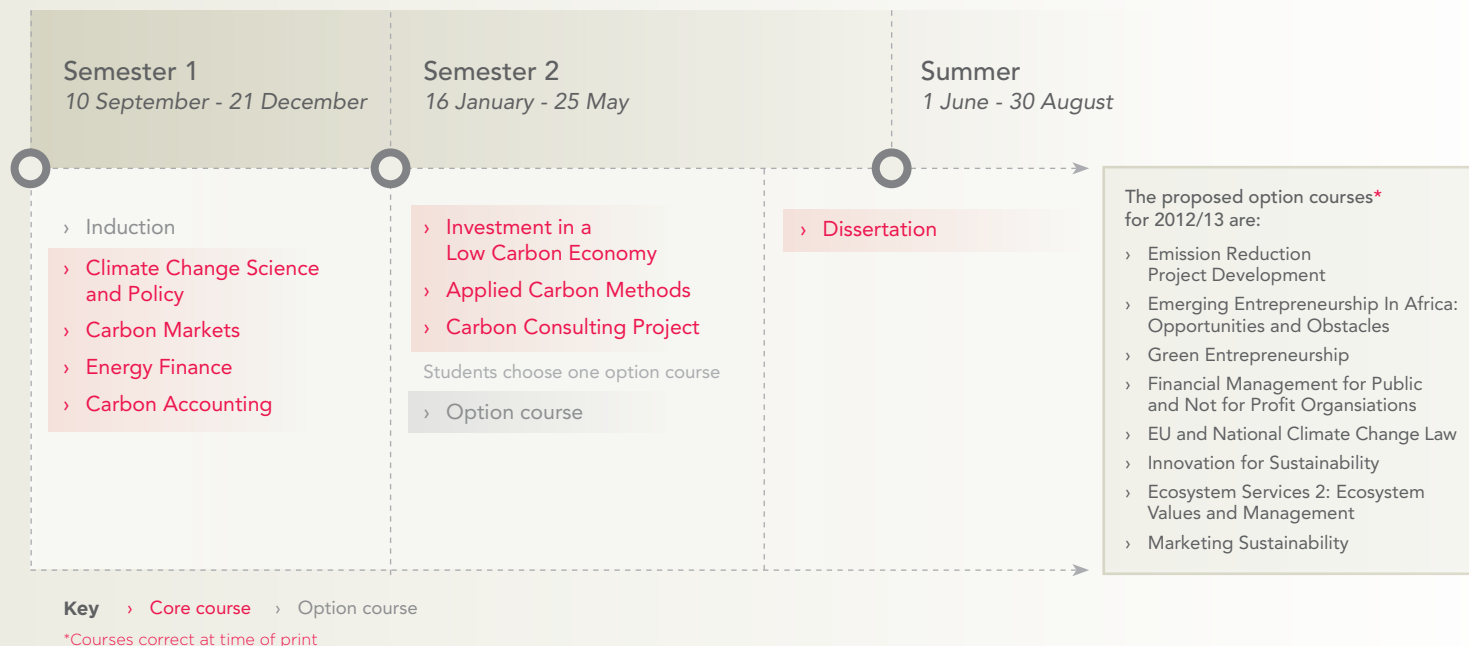 Semester 1
10 September - 21 December
Semester 2
16 January - 25 May
Summer
1 June - 30 August
› Induction
› Climate Change Science
and Policy
› Carbon Markets
› Energy Finance
› Carbon Accounting
› Investment in a
Low Carbon Economy
› Applied Carbon Methods
› Carbon Consulting Project
Students choose one option course
› Option course
› Dissertation
The proposed option courses*
for 2012/13 are:
› Emission Reduction
Project Development
› Emerging Entrepreneurship In Africa:
Opportunities and Obstacles
› Green Entrepreneurship
› Financial Management for Public
and Not for Profit Organsiations
› EU and National Climate Change Law
› Innovation for Sustainability
› Ecosystem Services 2: Ecosystem
Values and Management
› Marketing Sustainability
Key › Core course › Option course
*Courses correct at time of print